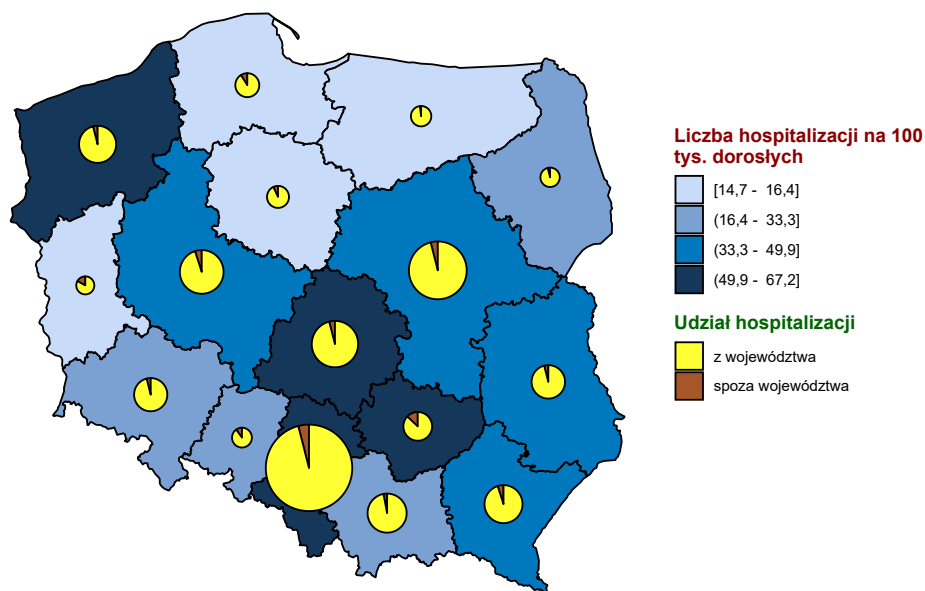 Liczba hospitalizacji na 100
tys. dorosłych
[14,7 - 16,4]
(16,4 - 33,3]
(33,3 - 49,9]
(49,9 - 67,2]
Udział hospitalizacji
z województwa
spoza województwa